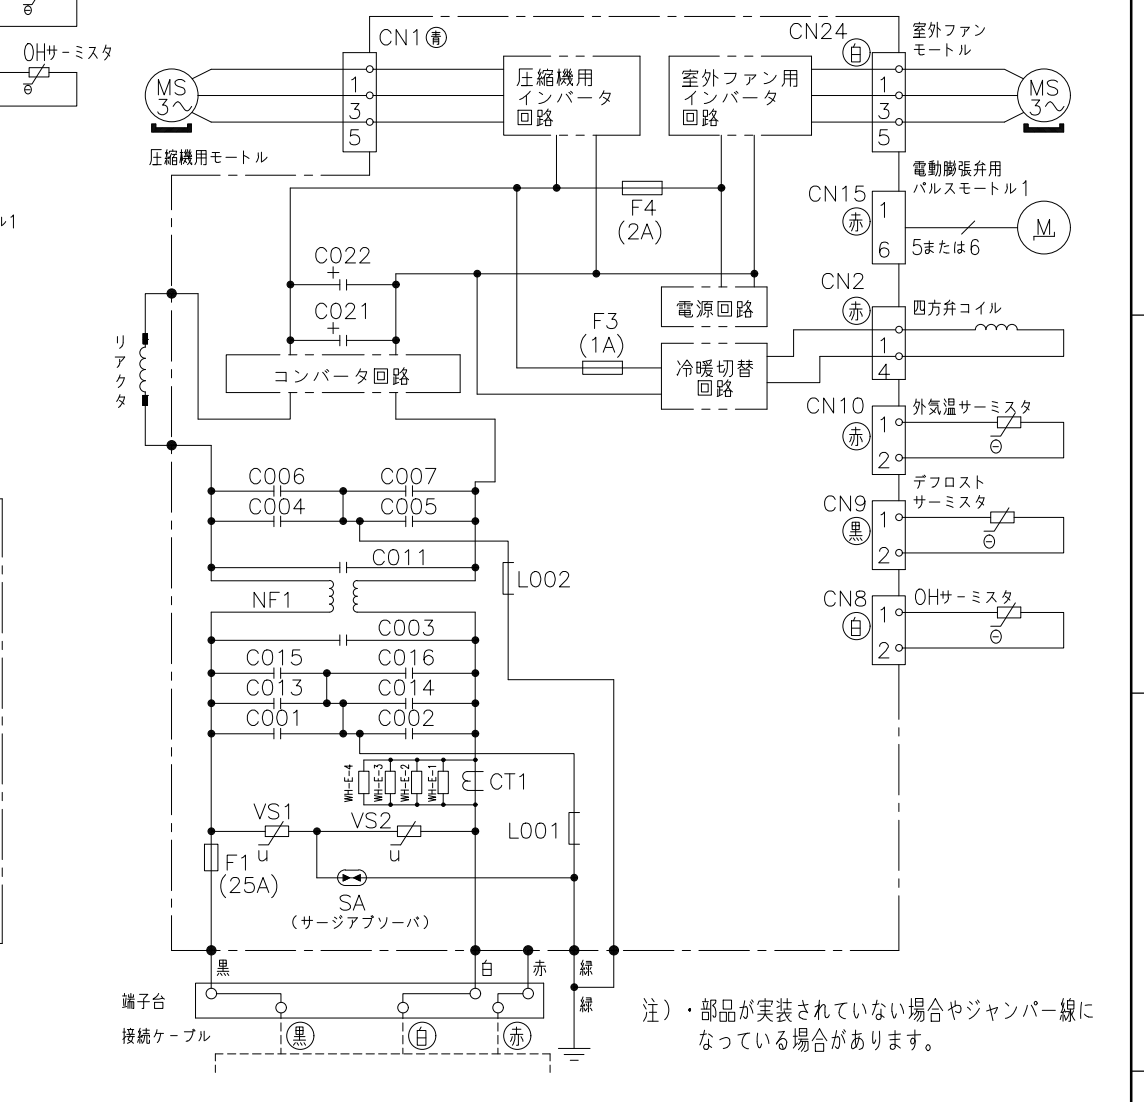 OHサーミスタ
θ
θ
ル1
CN1 青
1
3
5
MS
3～
圧縮機用モートル
圧縮機用
インバータ
回路
室外ファン用
インバータ
回路
CN24
白
1
3
5
室外ファン
モートル
MS
3～
F4
(2A)
CN15
赤
1
6
電動膨張弁用
パルスモートル1
5または6
M
C022
+
C021
+
コンバータ回路
リアクタ
電源回路
F3
(1A)
冷暖切替
回路
CN2
赤
1
4
四方弁コイル
CN10
赤
1
2
外気温サーミスタ
θ
CN9
黒
1
2
デフロスト
サーミスタ
θ
CN8
白
1
2
OHサーミスタ
θ
C006
C007
C004
C005
C011
L002
NF1
C003
C015
C016
C013
C014
C001
C002
WH-E-4
WH-E-3
WH-E-2
WH-E-1
CT1
VS1
u
VS2
u
L001
F1
(25A)
SA
(サージアブソーバ)
黒
白
赤
緑
緑
端子台
接続ケーブル
黒
白
赤
注）・部品が実装されていない場合やジャンパー線に
なっている場合があります。